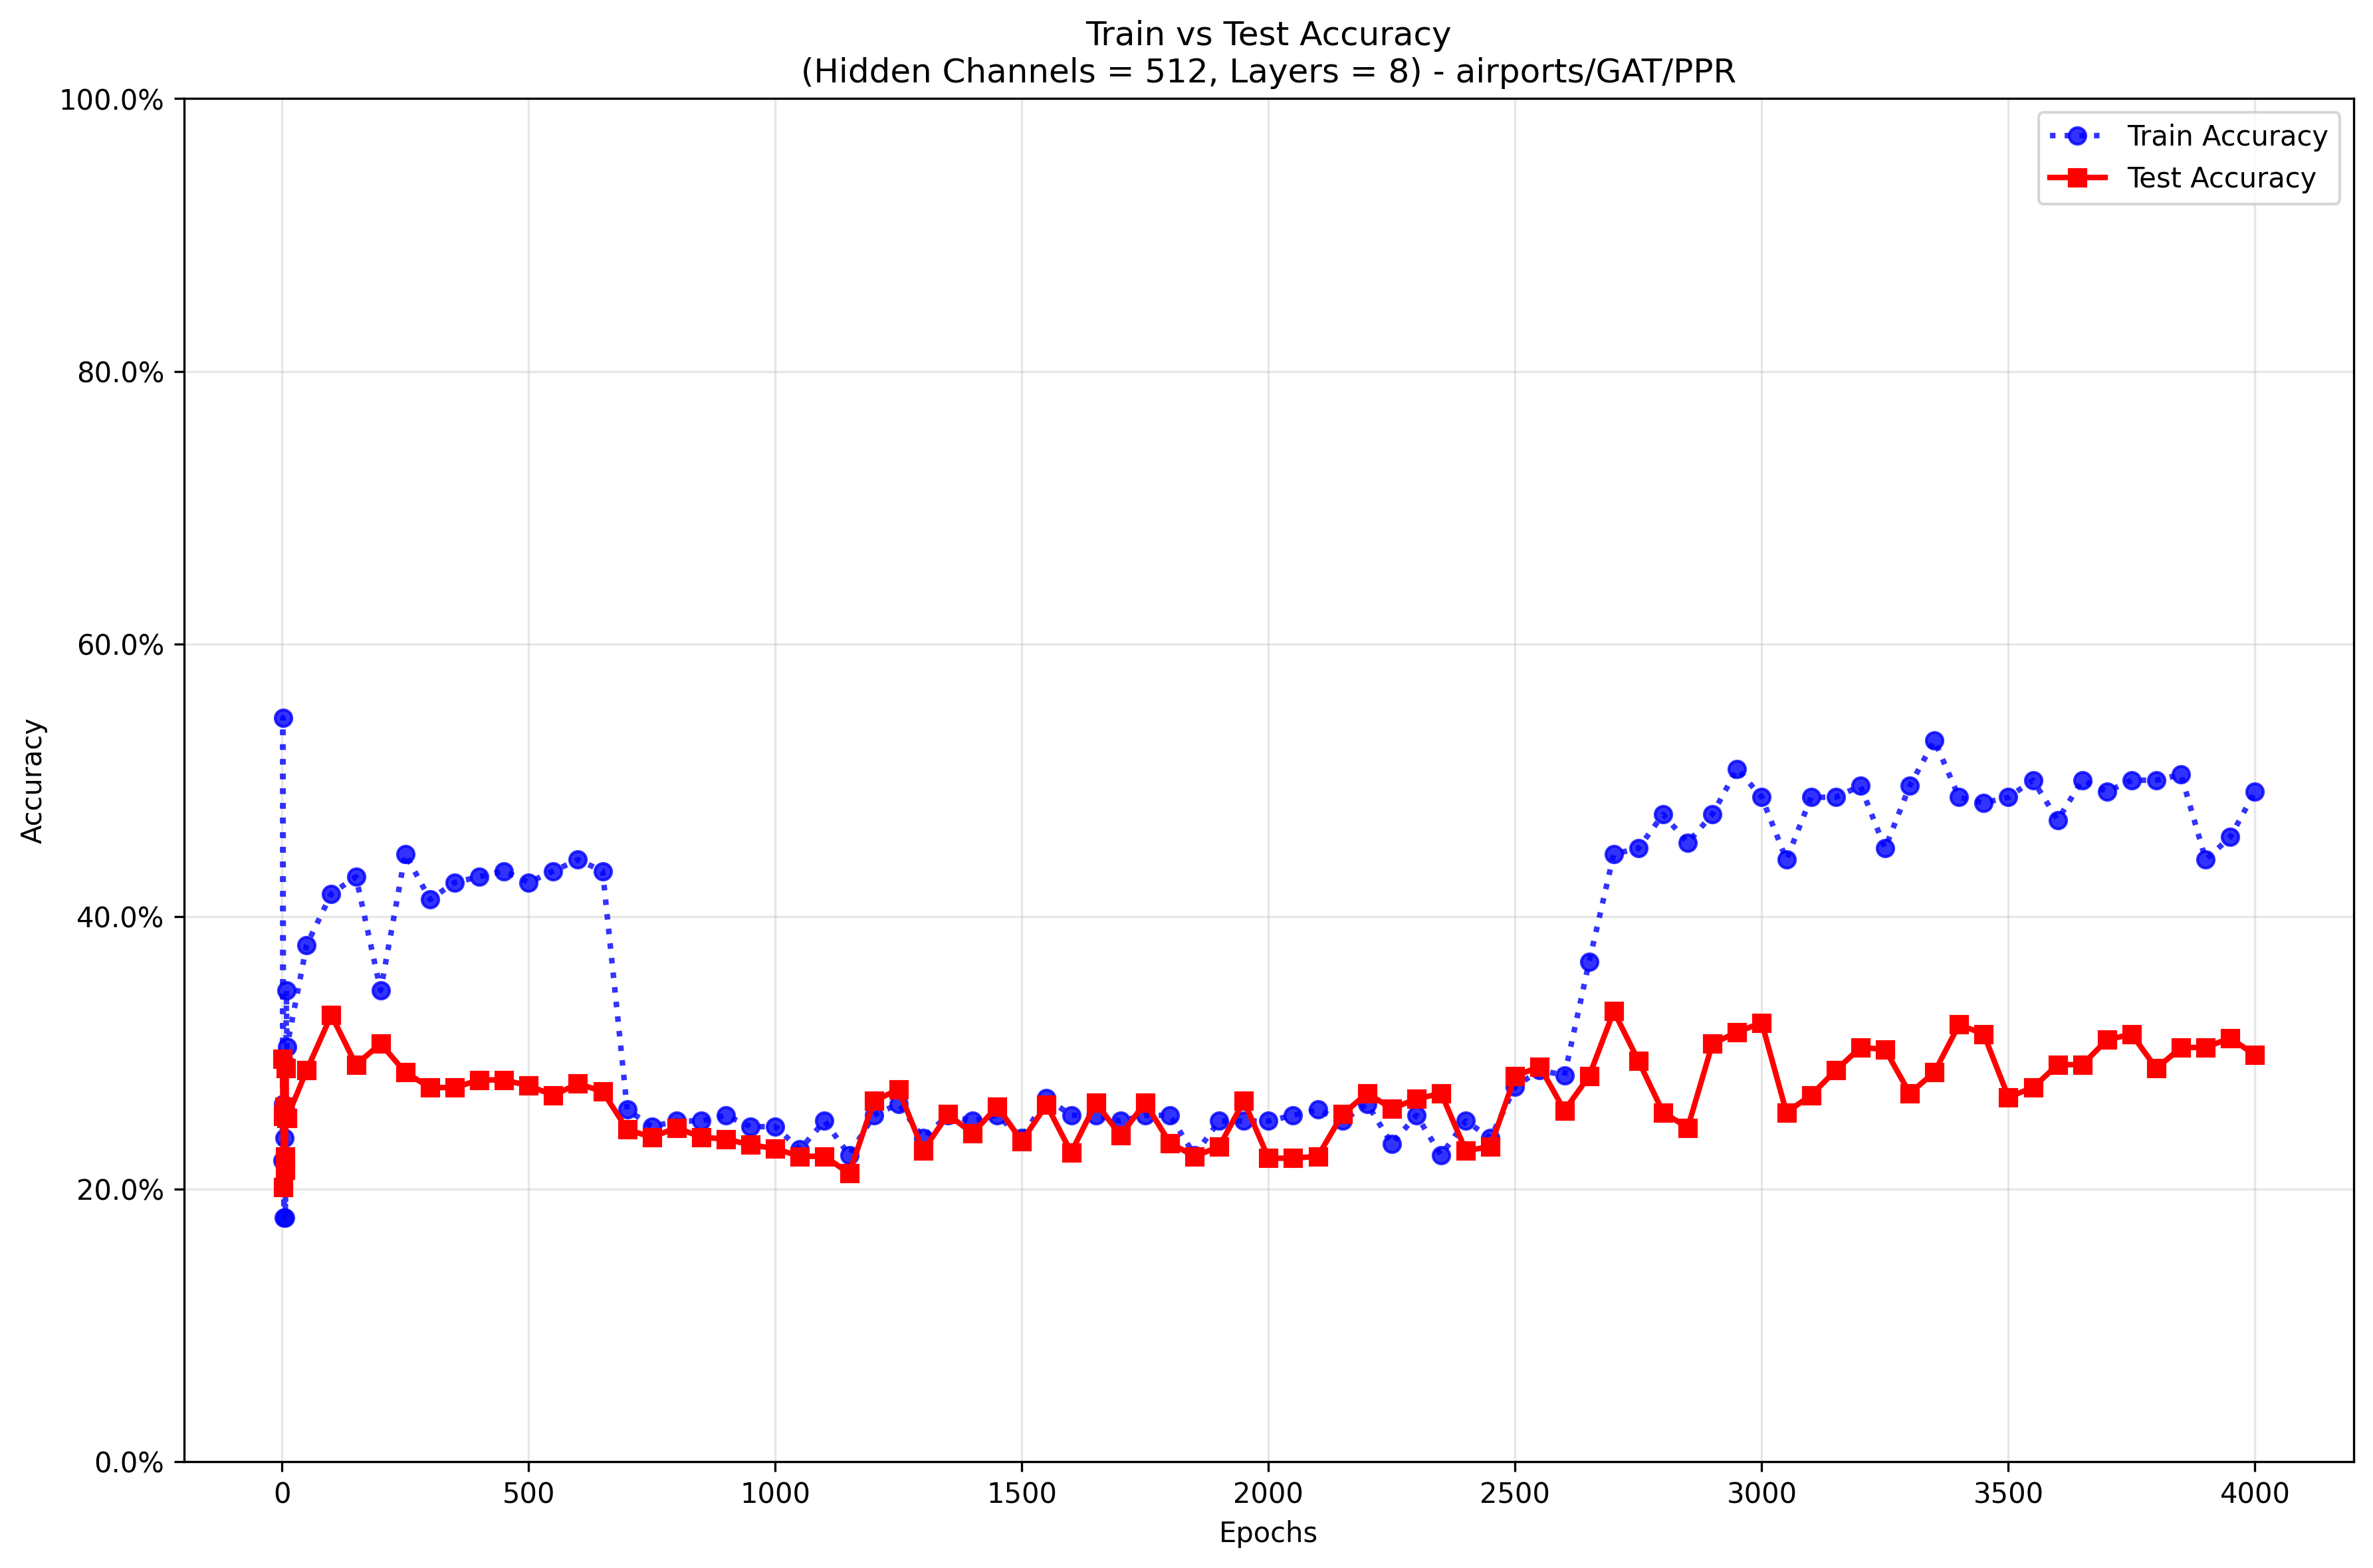 Train vs Test Accuracy
(Hidden Channels = 512, Layers = 8) - airports/GAT/PPR
100.0%
80.0%
60.0%
40.0%
20.0%
0.0%
Accuracy
Train Accuracy
Test Accuracy
0
500
1000
1500
2000
2500
3000
3500
4000
Epochs